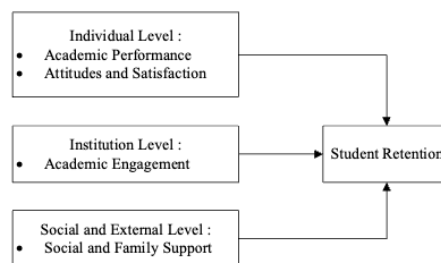 Individual Level :
• Academic Performance
• Attitudes and Satisfaction
Institution Level :
• Academic Engagement
Student Retention
Social and External Level :
• Social and Family Support